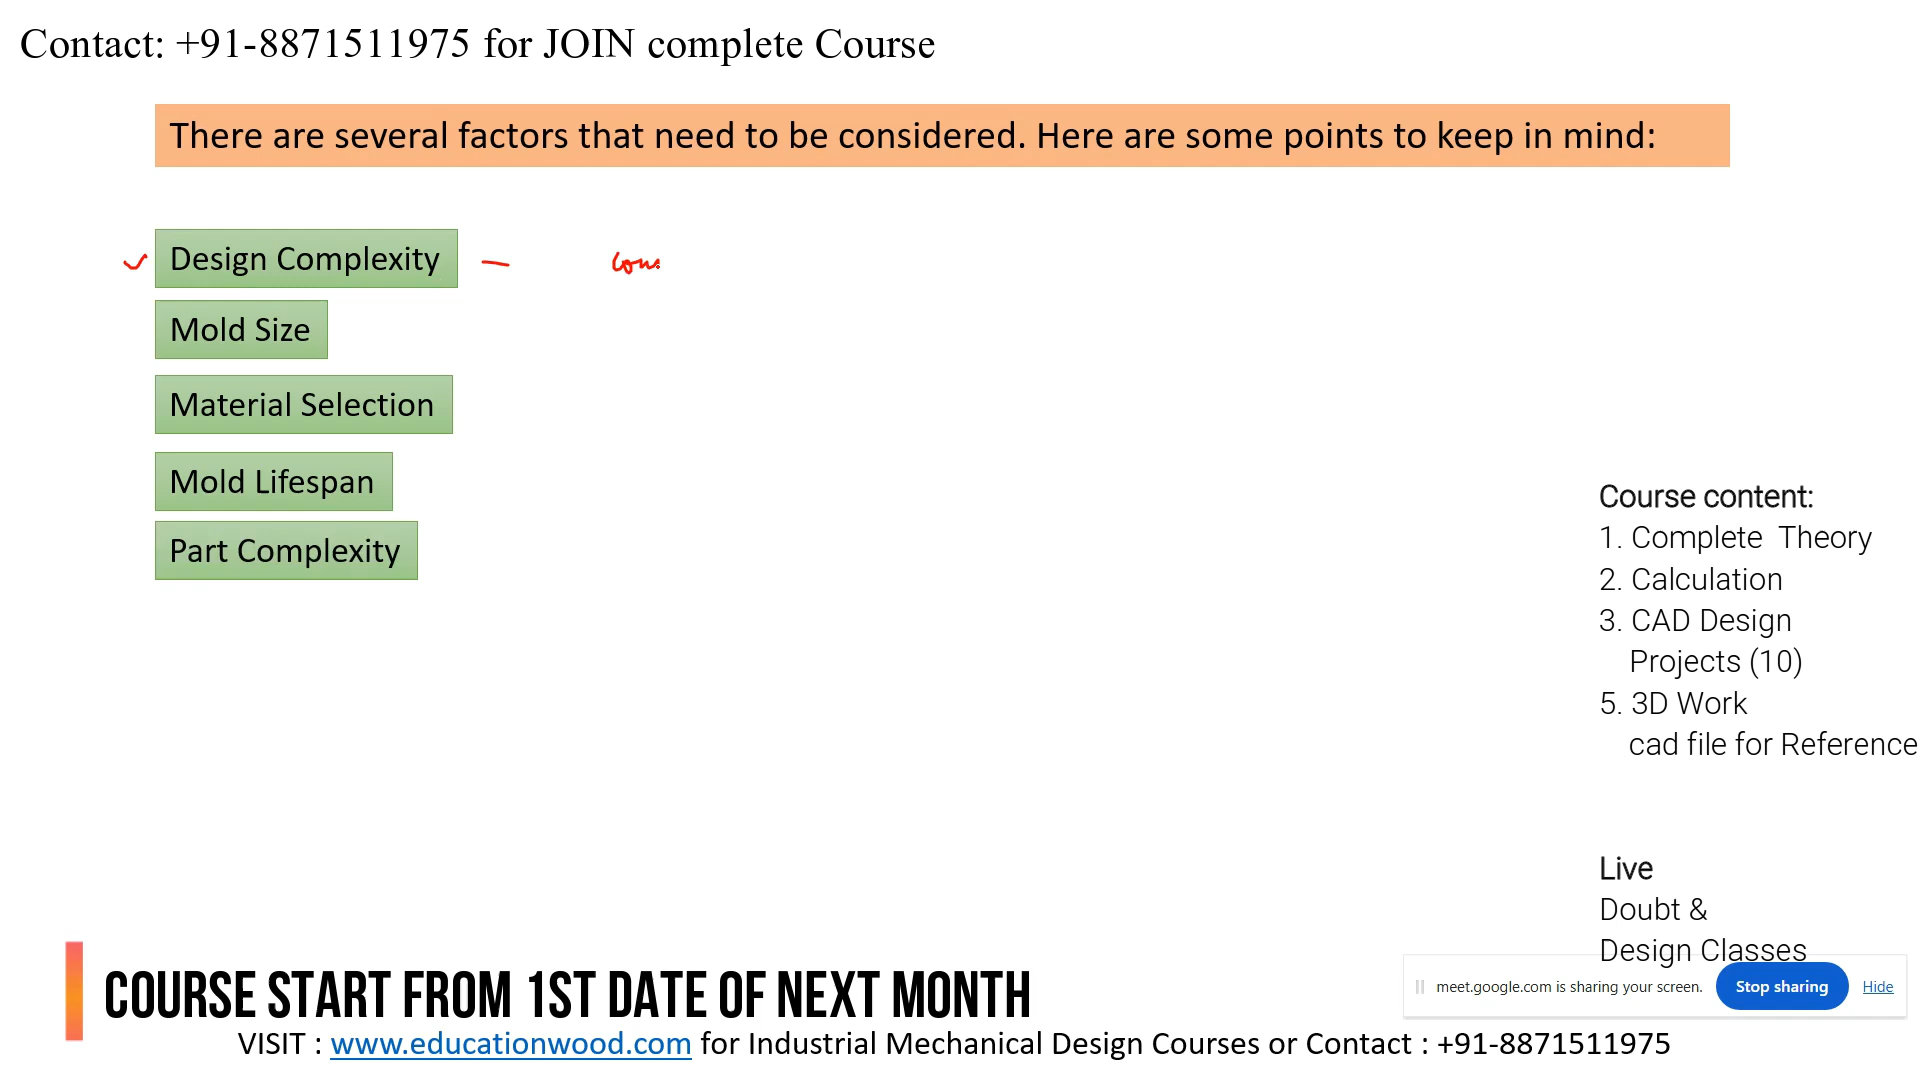 Contact: +91-8871511975 for JOIN complete Course
There are several factors that need to be considered. Here are some points to keep in mind:
Design Complexity
Mold Size
Material Selection
Mold Lifespan
Part Complexity
Course content:
1. Complete Theory
2. Calculation
3. CAD Design
Projects (10)
5. 3D Work
cad file for Reference
Live
Doubt &
Design Classes
meet.google.com is sharing your screen. Stop sharing Hide
COURSE START FROM 1ST DATE OF NEXT MONTH
VISIT : www.educationwood.com for Industrial Mechanical Design Courses or Contact : +91-8871511975